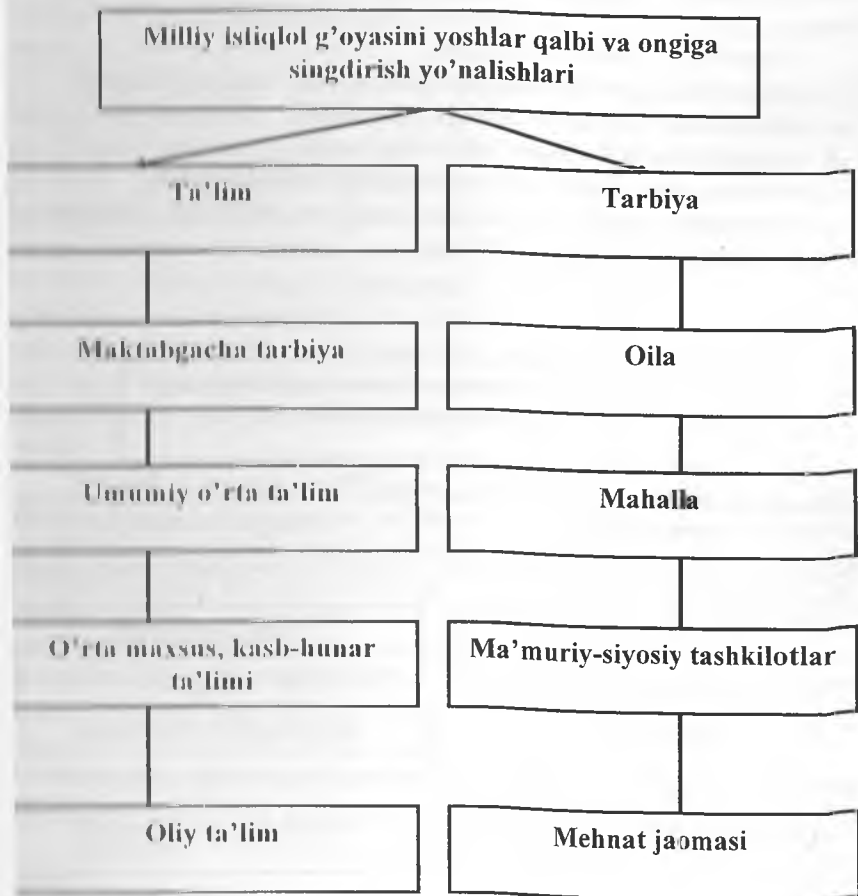 Milliy istiqlol g'oyasini yoshlar qalbi va ongiga
singdirish yo'nalishlari
Ta'lim
Tarbiya
Maktabgacha tarbiya
Oila
Umumiy o'rta ta'lim
Mahalla
O'rta maxsus, kasb-hunar
ta'limi
Ma'muriy-siyosiy tashkilotlar
Oliy ta'lim
Mehnat jaomasi